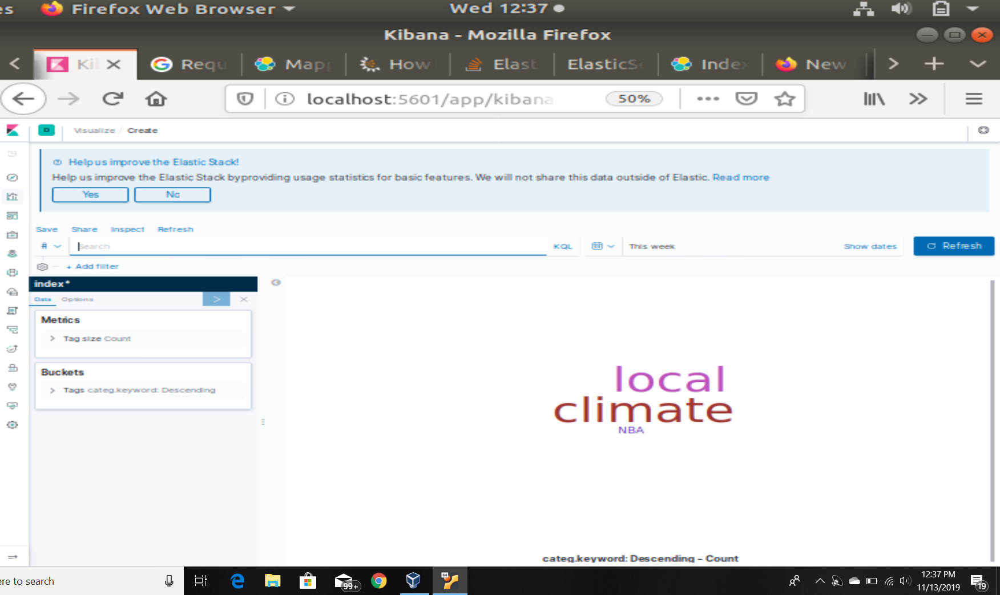 es Firefox Web Browser Wed 12:37
Kibana - Mozilla Firefox
Ki Requ Map How Elast ElasticSe Index New
localhost:5601/app/kibana 50%
D Visualize / Create
Help us improve the Elastic Stack!
Help us improve the Elastic Stack byproviding usage statistics for basic features. We will not share this data outside of Elastic. Read more
Yes No
Save Share Inspect Refresh
# Search KQL This week Show dates Refresh
+ Add filter
index*
Data Options
Metrics
Tag size Count
Buckets
Tags categ.keyword: Descending
local
climate
NBA
categ.keyword: Descending - Count
ere to search 99+ 64 12:37 PM
11/13/2019 19